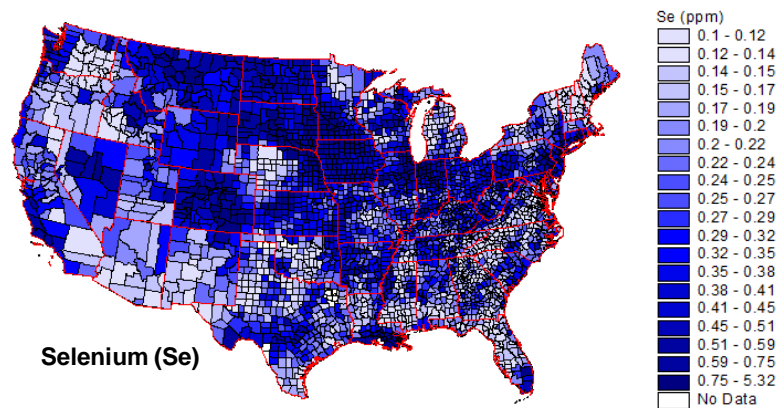 Se (ppm)
0.1 - 0.12
0.12 - 0.14
0.14 - 0.15
0.15 - 0.17
0.17 - 0.19
0.19 - 0.2
0.2 - 0.22
0.22 - 0.24
0.24 - 0.25
0.25 - 0.27
0.27 - 0.29
0.29 - 0.32
0.32 - 0.35
0.35 - 0.38
0.38 - 0.41
0.41 - 0.45
0.45 - 0.51
0.51 - 0.59
0.59 - 0.75
0.75 - 5.32
No Data
Selenium (Se)